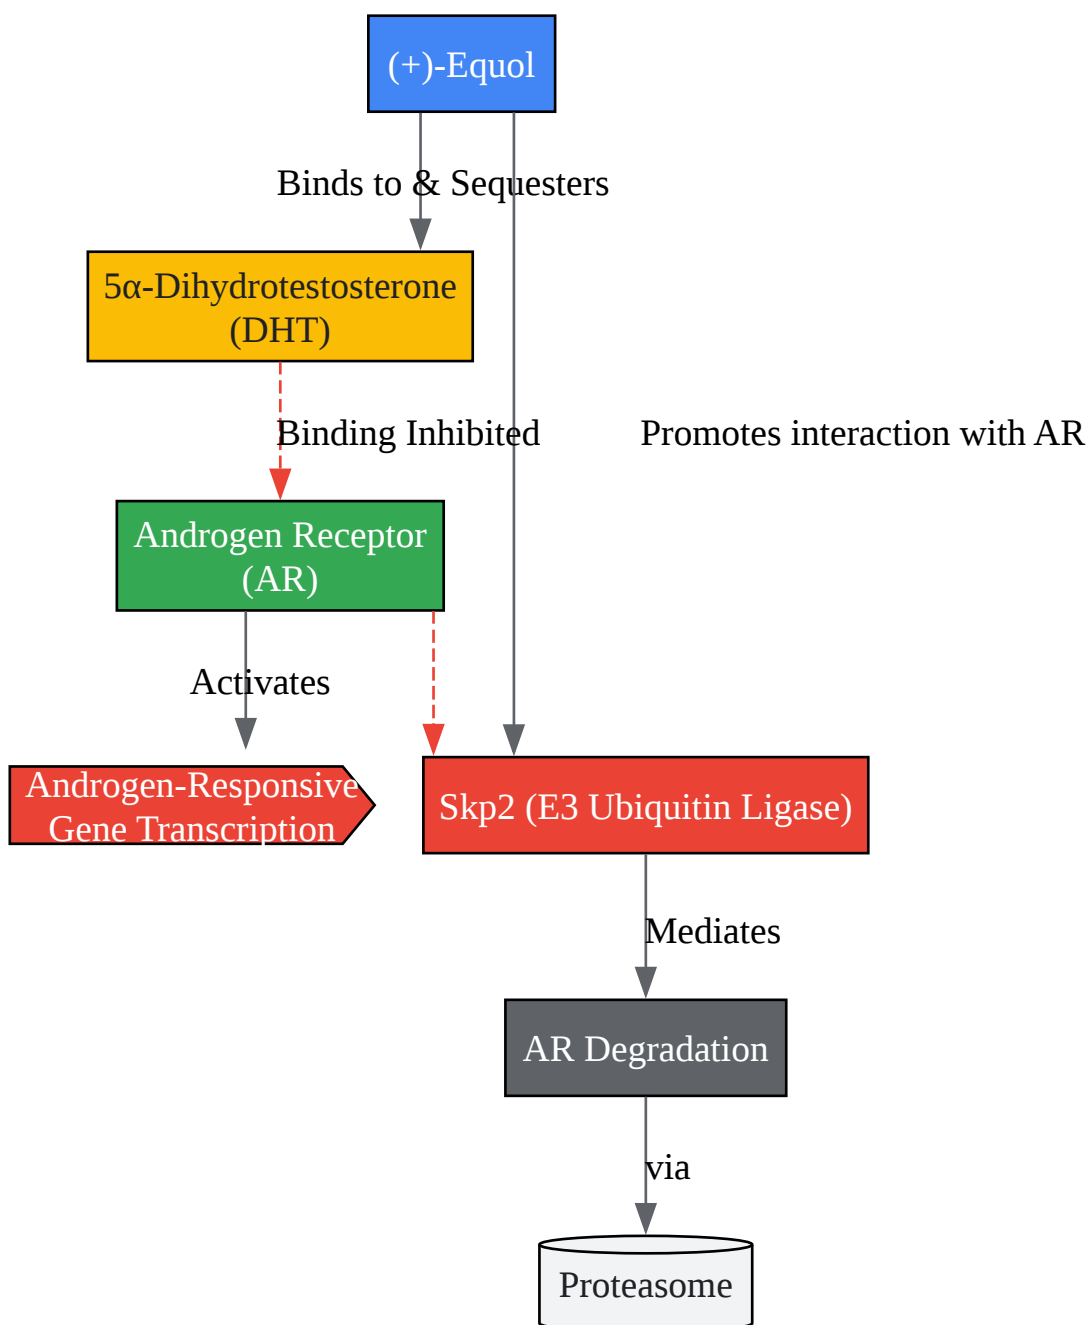 (+)-Equol
Binds to & Sequesters
5α-Dihydrotestosterone
(DHT)
Binding Inhibited
Promotes interaction with AR
Androgen Receptor
(AR)
Activates
Androgen-Responsive
Gene Transcription
Skp2 (E3 Ubiquitin Ligase)
Mediates
AR Degradation
via
Proteasome